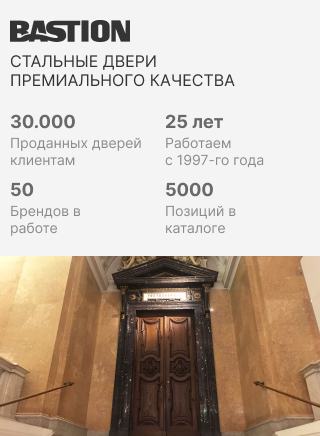 BASTION
СТАЛЬНЫЕ ДВЕРИ
ПРЕМИАЛЬНОГО КАЧЕСТВА
30.000
Проданных дверей
клиентам
25 лет
Работаем
с 1997-го года
50
Брендов в
работе
5000
Позиций в
каталоге